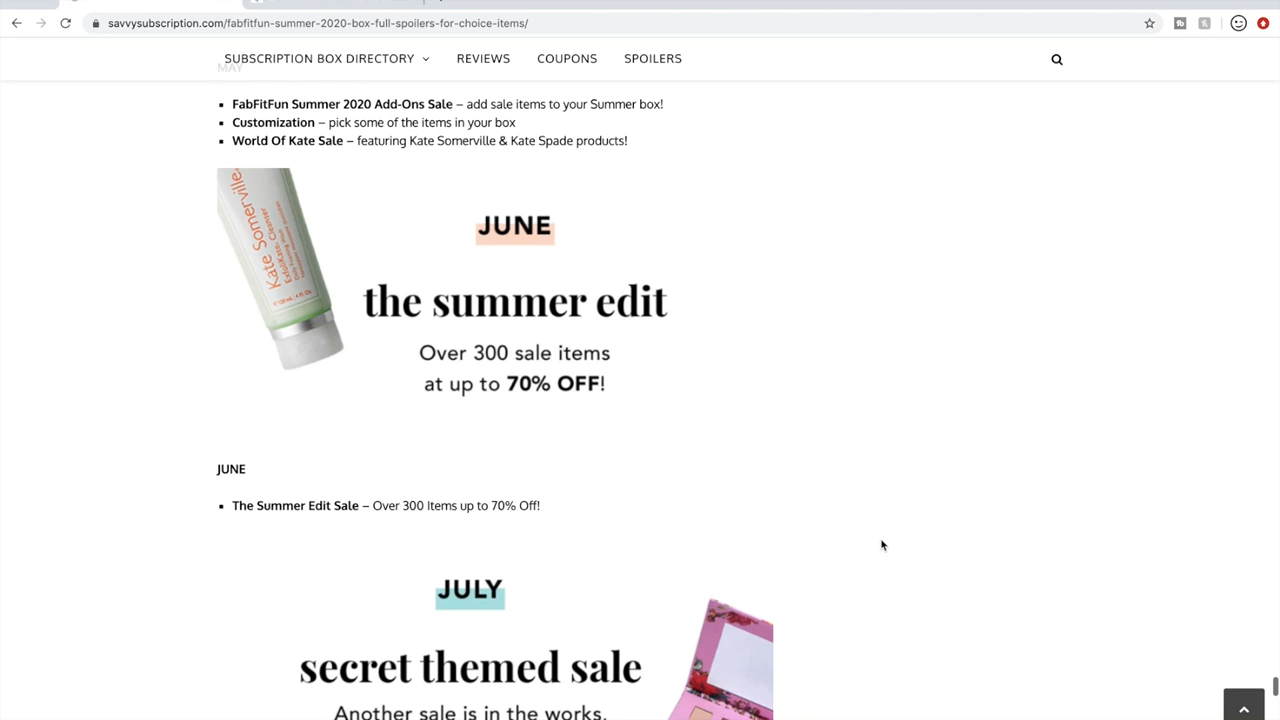 savvysubscription.com/fabfitfun-summer-2020-box-full-spoilers-for-choice-items/
SUBSCRIPTION BOX DIRECTORY
REVIEWS
COUPONS
SPOILERS
MAY
FabFitFun Summer 2020 Add-Ons Sale – add sale items to your Summer box!
Customization – pick some of the items in your box
World Of Kate Sale – featuring Kate Somerville & Kate Spade products!
Kate Somerville
ExfoliKate Cleanser
JUNE
the summer edit
Over 300 sale items
at up to 70% OFF!
JUNE
The Summer Edit Sale – Over 300 Items up to 70% Off!
JULY
secret themed sale
Another sale is in the works.